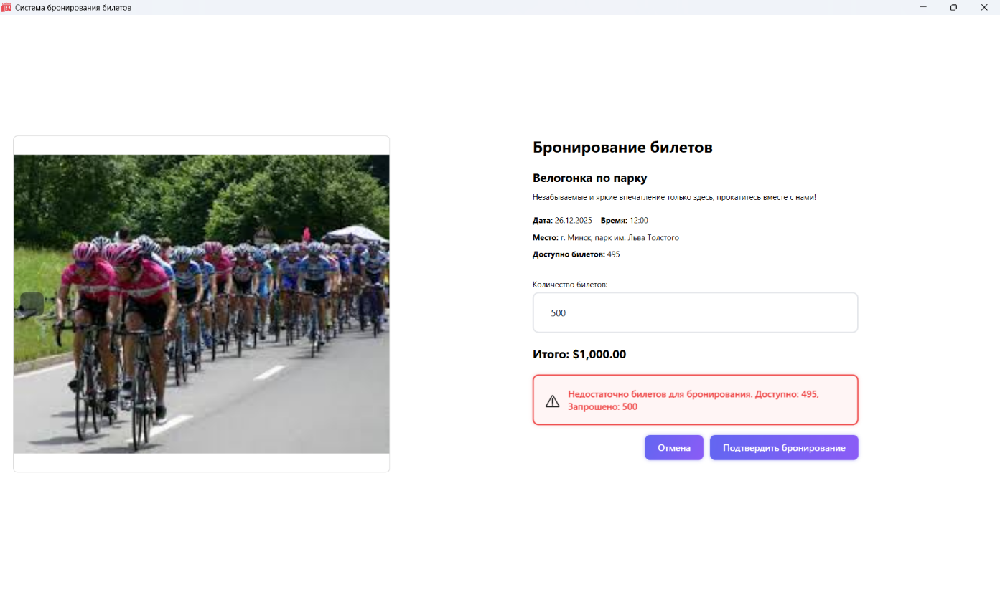 Система бронирования билетов
Бронирование билетов
Велогонка по парку
Незабываемые и яркие впечатление только здесь, прокатитесь вместе с нами!
Дата: 26.12.2025 Время: 12:00
Место: г. Минск, парк им. Льва Толстого
Доступно билетов: 495
Количество билетов:
500
Итого: $1,000.00
Недостаточно билетов для бронирования. Доступно: 495,
Запрошено: 500
Отмена Подтвердить бронирование